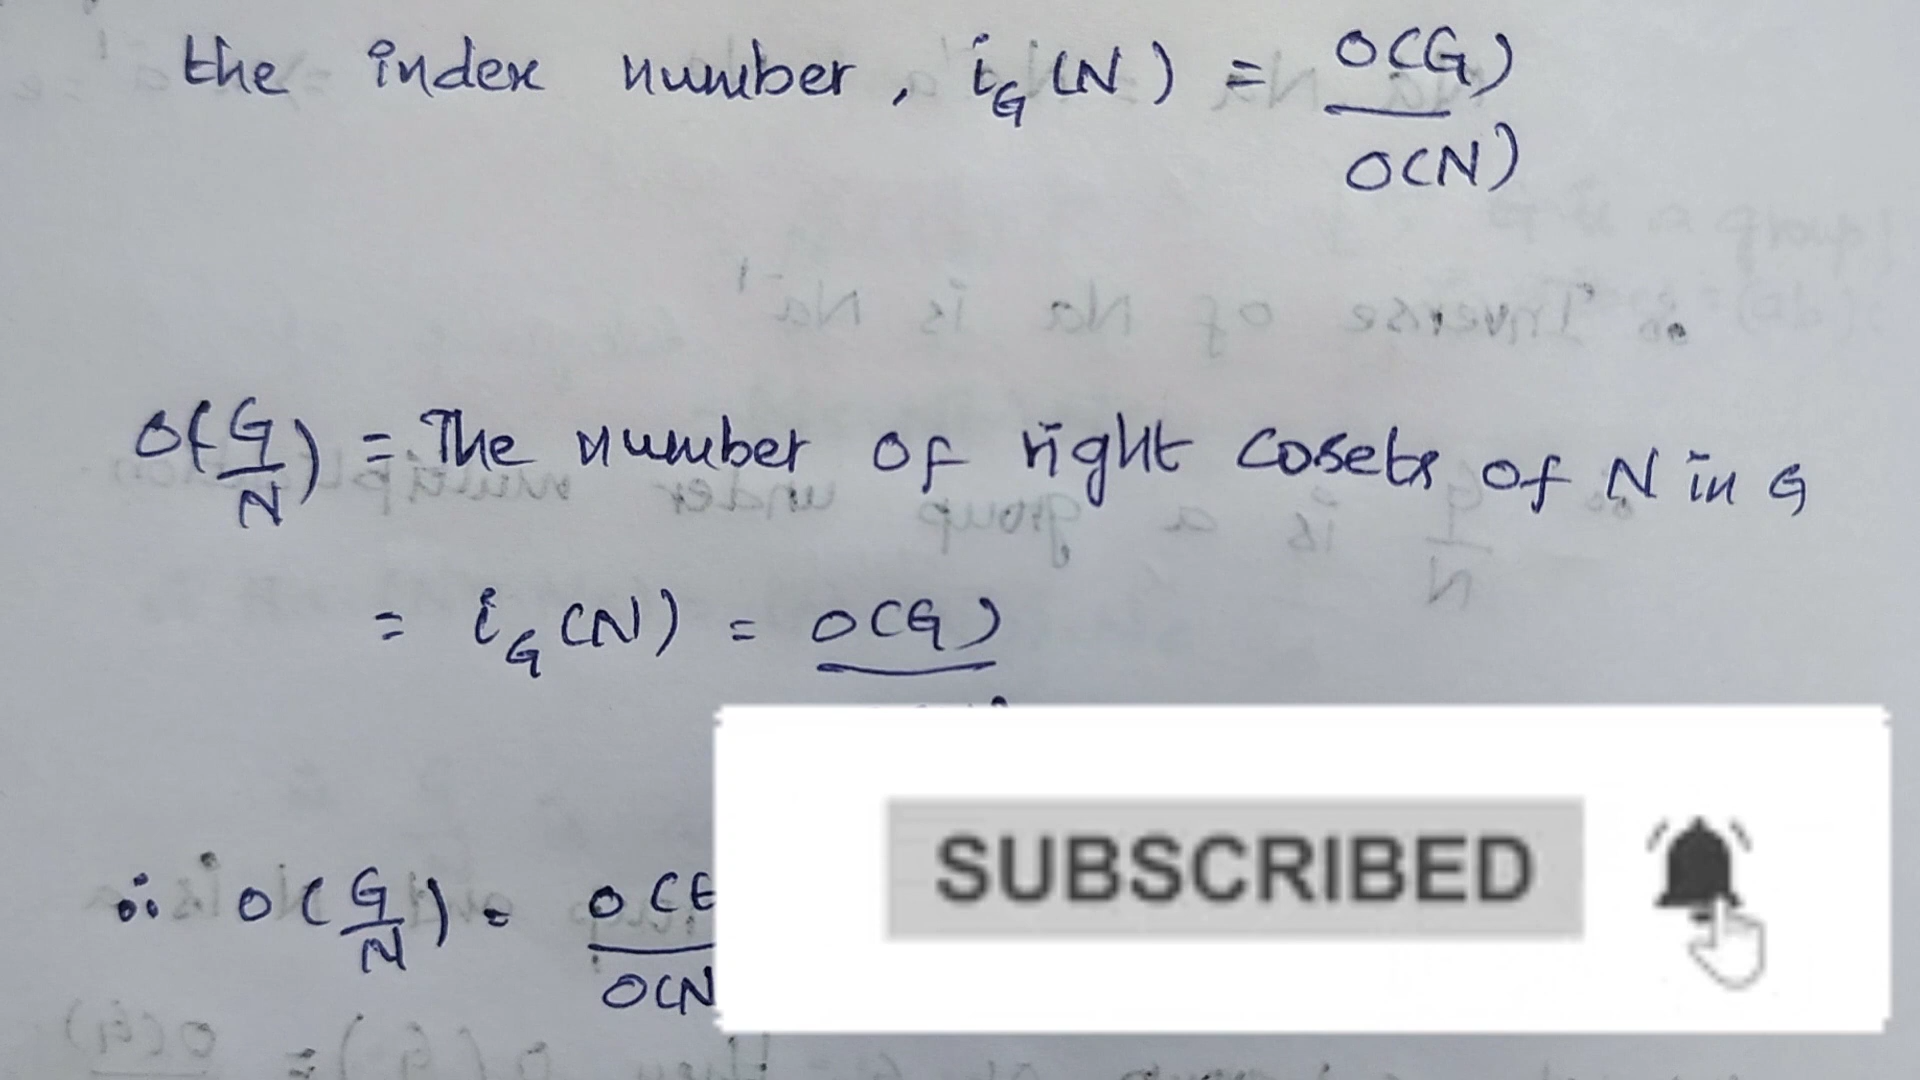 the index number, i_G(N) = O(G)
O(N)
O(G/N) = The number of right cosets of N in G
= i_G(N) = O(G)
∴ O(G/N) = O(
O(N
SUBSCRIBED